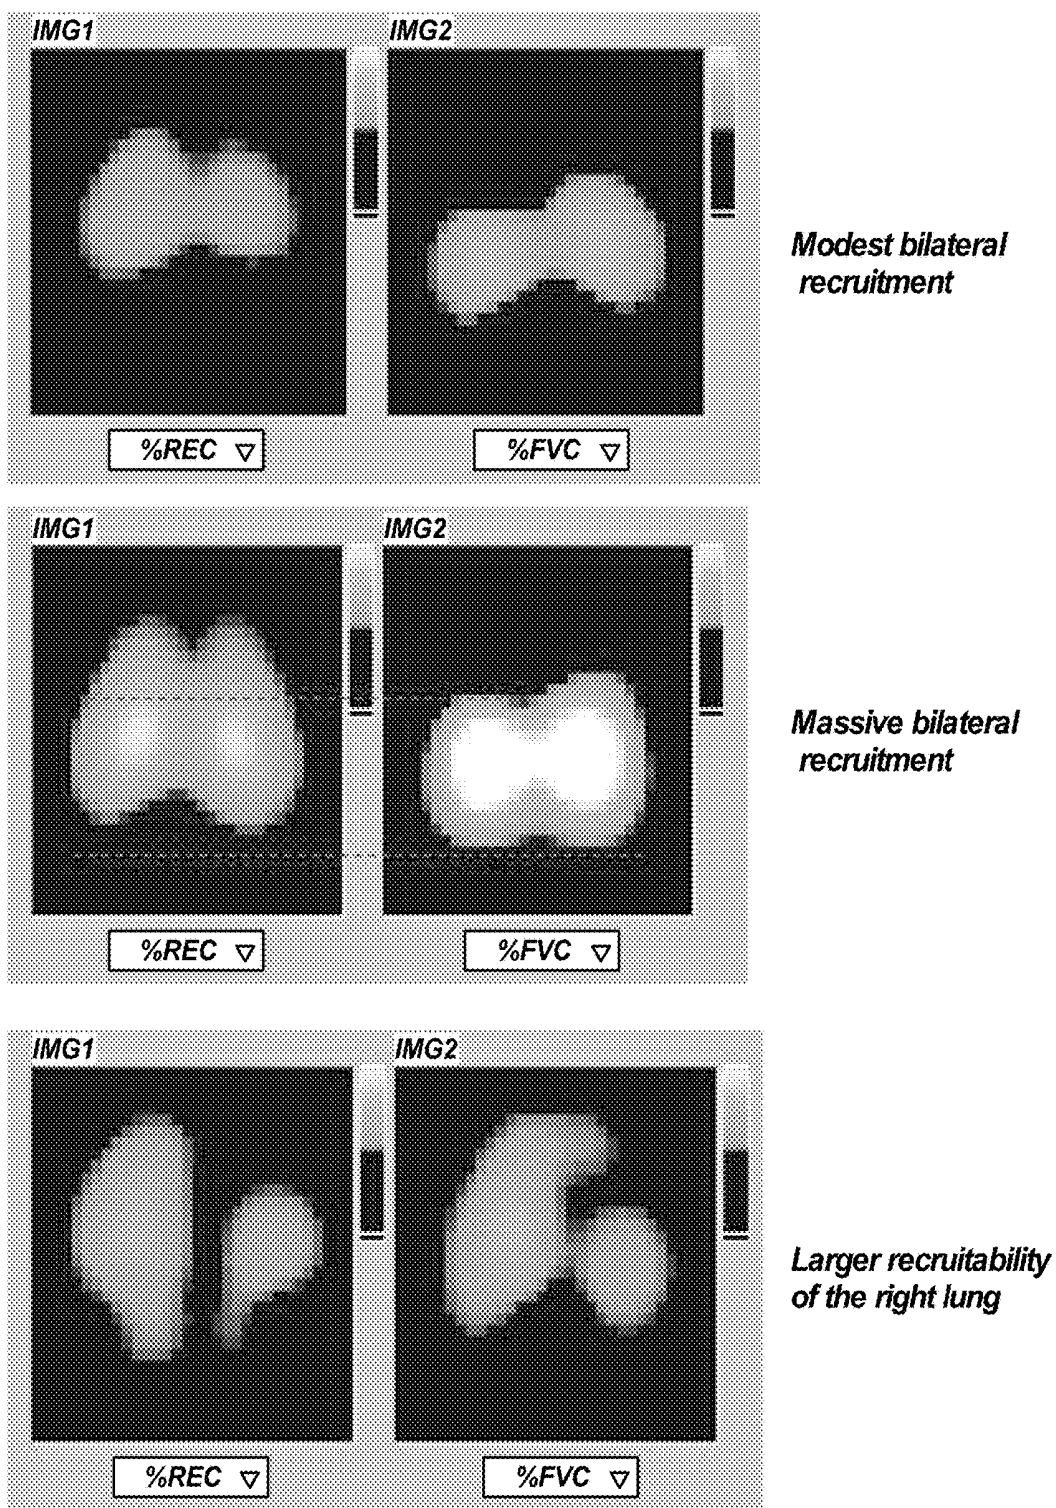 IMG1 IMG2
Modest bilateral
recruitment
%REC ▽ %FVC ▽
IMG1 IMG2
Massive bilateral
recruitment
%REC ▽ %FVC ▽
IMG1 IMG2
Larger recruitability
of the right lung
%REC ▽ %FVC ▽